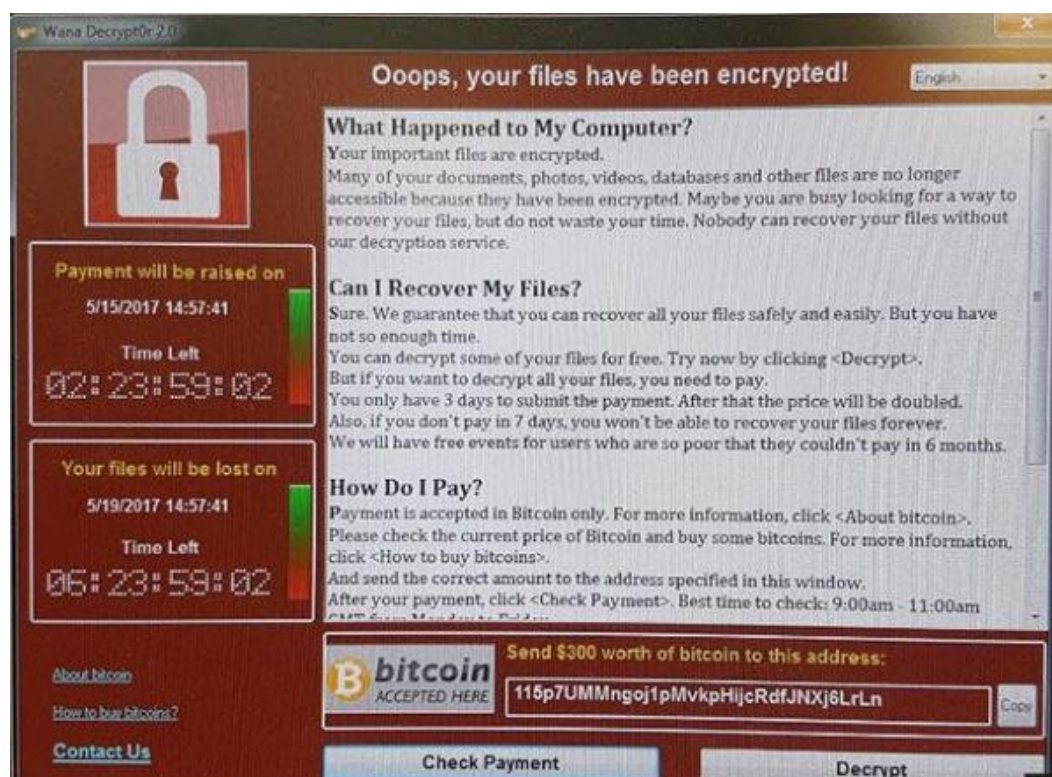 Wana Decrypt0r 2.0
Ooops, your files have been encrypted!
English
What Happened to My Computer?
Your important files are encrypted.
Many of your documents, photos, videos, databases and other files are no longer
accessible because they have been encrypted. Maybe you are busy looking for a way to
recover your files, but do not waste your time. Nobody can recover your files without
our decryption service.
Can I Recover My Files?
Sure. We guarantee that you can recover all your files safely and easily. But you have
not so enough time.
You can decrypt some of your files for free. Try now by clicking <Decrypt>.
But if you want to decrypt all your files, you need to pay.
You only have 3 days to submit the payment. After that the price will be doubled.
Also, if you don't pay in 7 days, you won't be able to recover your files forever.
We will have free events for users who are so poor that they couldn't pay in 6 months.
How Do I Pay?
Payment is accepted in Bitcoin only. For more information, click <About bitcoin>.
Please check the current price of Bitcoin and buy some bitcoins. For more information,
click <How to buy bitcoins>.
And send the correct amount to the address specified in this window.
After your payment, click <Check Payment>. Best time to check: 9:00am - 11:00am
GMT from Monday to Friday
Payment will be raised on
5/15/2017 14:57:41
Time Left
02:23:59:02
Your files will be lost on
5/19/2017 14:57:41
Time Left
06:23:59:02
About bitcoin
How to buy bitcoins?
Contact Us
bitcoin
ACCEPTED HERE
Send $300 worth of bitcoin to this address:
115p7UMMngoj1pMvkpHijcRdfJNXj6LrLn
Copy
Check Payment
Decrypt